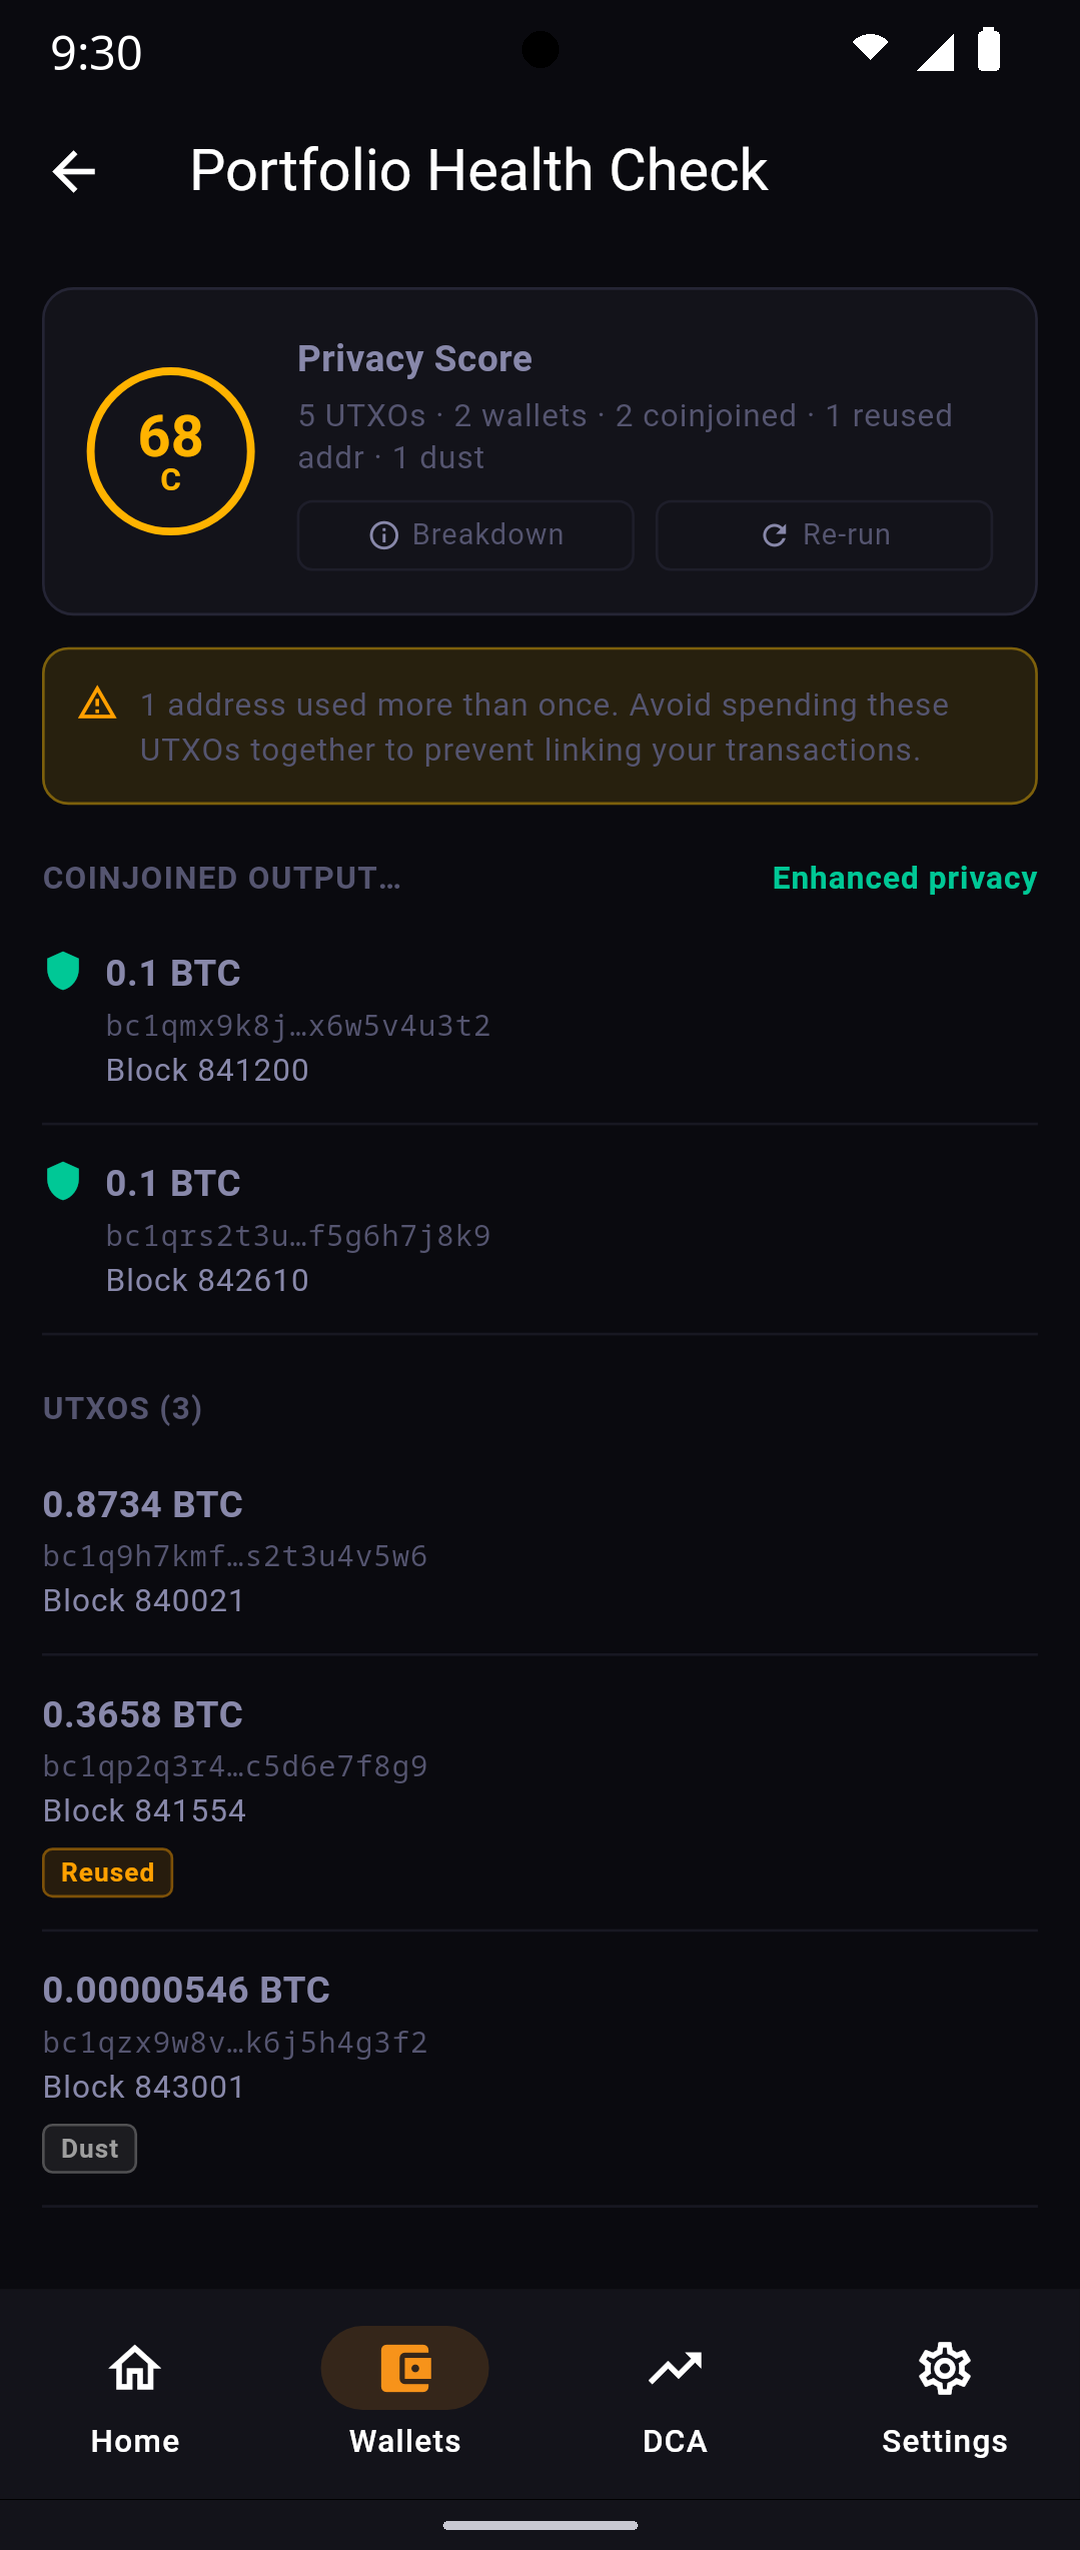 9:30
Portfolio Health Check
68
C
Privacy Score
5 UTXOs · 2 wallets · 2 coinjoined · 1 reused
addr · 1 dust
Breakdown
Re-run
1 address used more than once. Avoid spending these
UTXOs together to prevent linking your transactions.
COINJOINED OUTPUT…
Enhanced privacy
0.1 BTC
bc1qmx9k8j…x6w5v4u3t2
Block 841200
0.1 BTC
bc1qrs2t3u…f5g6h7j8k9
Block 842610
UTXOS (3)
0.8734 BTC
bc1q9h7kmf…s2t3u4v5w6
Block 840021
0.3658 BTC
bc1qp2q3r4…c5d6e7f8g9
Block 841554
Reused
0.00000546 BTC
bc1qzx9w8v…k6j5h4g3f2
Block 843001
Dust
Home
Wallets
DCA
Settings